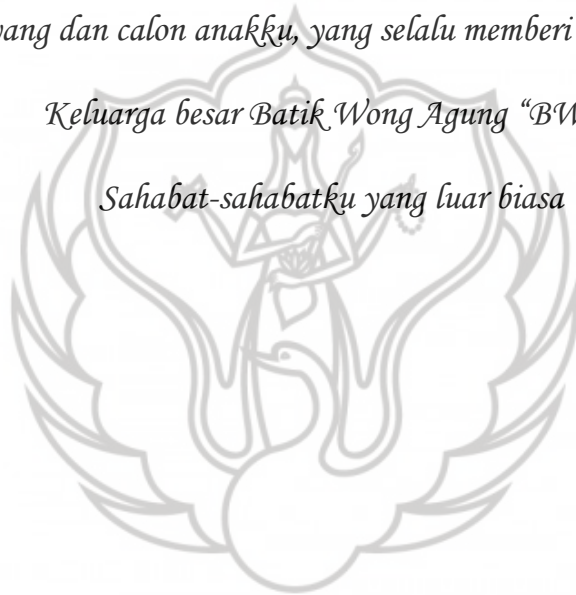 yang dan calon anakku, yang selalu memberi
Keluarga besar Batik Wong Agung “BW
Sahabat-sahabatku yang luar biasa